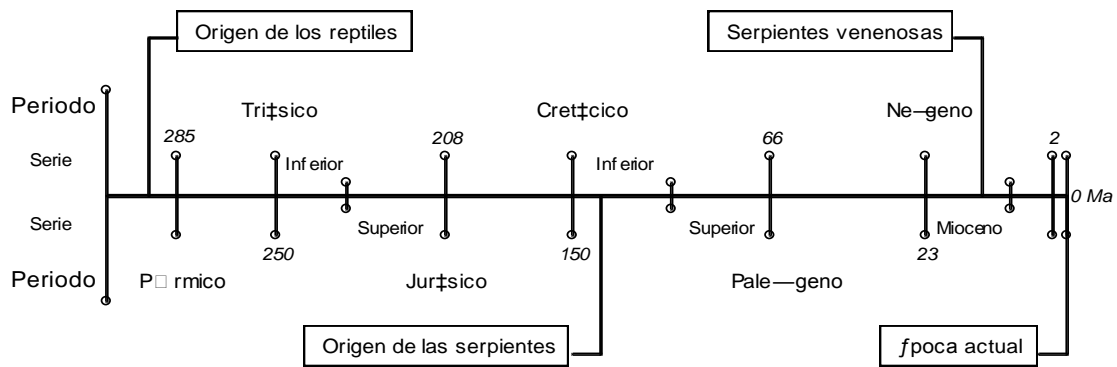 Origen de los reptiles
Serpientes venenosas
Periodo
Tri‡sico
Cret‡cico
Ne—geno
285
208
66
2
Serie
Inferior
Inferior
0 Ma
Serie
Superior
Superior
Mioceno
250
150
23
Periodo
P□rmico
Jur‡sico
Pale—geno
Origen de las serpientes
ƒpoca actual